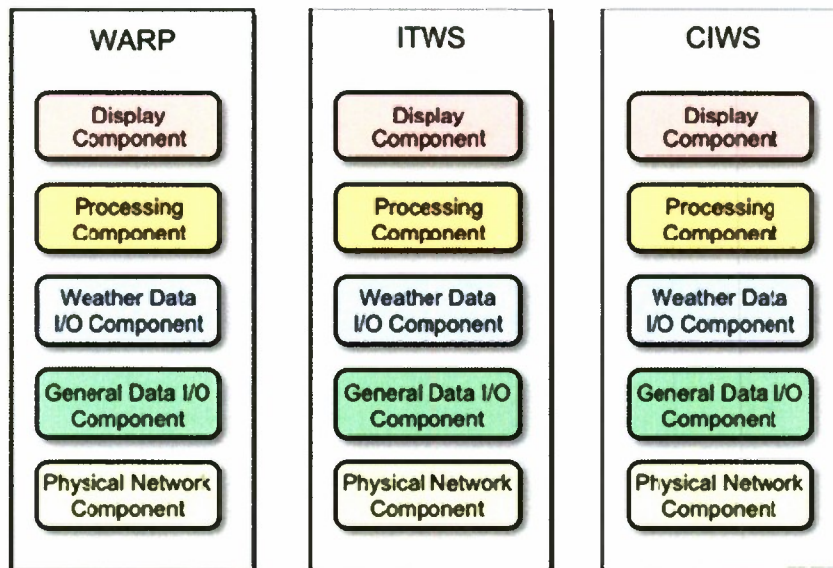 WARP
Display
Component
Processing
Component
Weather Data
I/O Component
General Data I/O
Component
Physical Network
Component
ITWS
Display
Component
Processing
Component
Weather Data
I/O Component
General Data I/O
Component
Physical Network
Component
CIWS
Display
Component
Processing
Component
Weather Data
I/O Component
General Data I/O
Component
Physical Network
Component